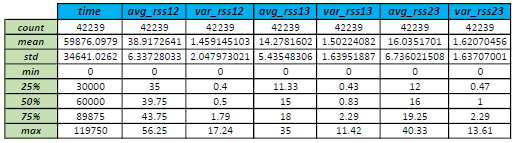 time avg_rss12 var_rss12 avg_rss13 var_rss13 avg_rss23 var_rss23
count 42239 42239 42239 42239 42239 42239 42239
mean 59876.0979 38.9172641 1.459145103 14.2781602 1.50224082 16.0351701 1.62070456
std 34641.0262 6.33728033 2.047973021 5.43548306 1.63951887 6.736021508 1.63707001
min 0 0 0 0 0 0 0
25% 30000 35 0.4 11.33 0.43 12 0.47
50% 60000 39.75 0.5 15 0.83 16 1
75% 89875 43.75 1.79 18 2.29 19.25 2.29
max 119750 56.25 17.24 35 11.42 40.33 13.61